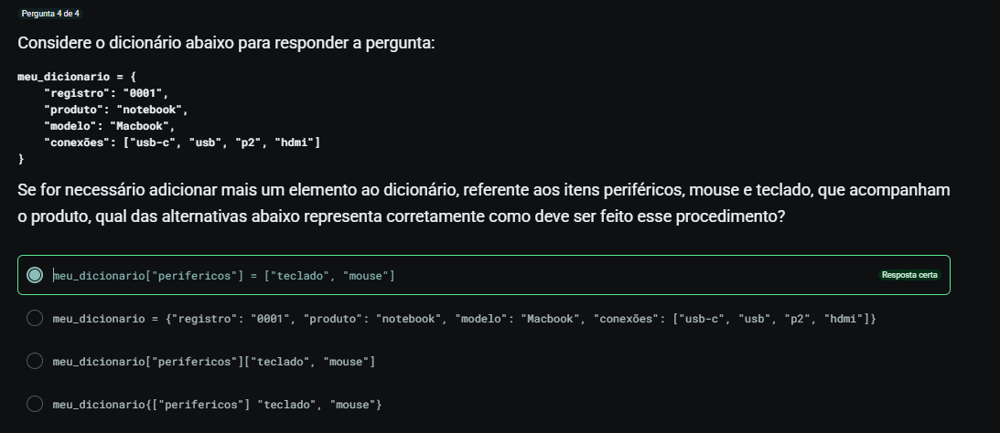 Pergunta 4 de 4
Considere o dicionário abaixo para responder a pergunta:
meu_dicionario = {
    "registro": "0001",
    "produto": "notebook",
    "modelo": "Macbook",
    "conexões": ["usb-c", "usb", "p2", "hdmi"]
}
Se for necessário adicionar mais um elemento ao dicionário, referente aos itens periféricos, mouse e teclado, que acompanham
o produto, qual das alternativas abaixo representa corretamente como deve ser feito esse procedimento?
meu_dicionario["perifericos"] = ["teclado", "mouse"] Resposta certa
meu_dicionario = {"registro": "0001", "produto": "notebook", "modelo": "Macbook", "conexões": ["usb-c", "usb", "p2", "hdmi"]}
meu_dicionario["perifericos"]["teclado", "mouse"]
meu_dicionario{["perifericos"] "teclado", "mouse"}